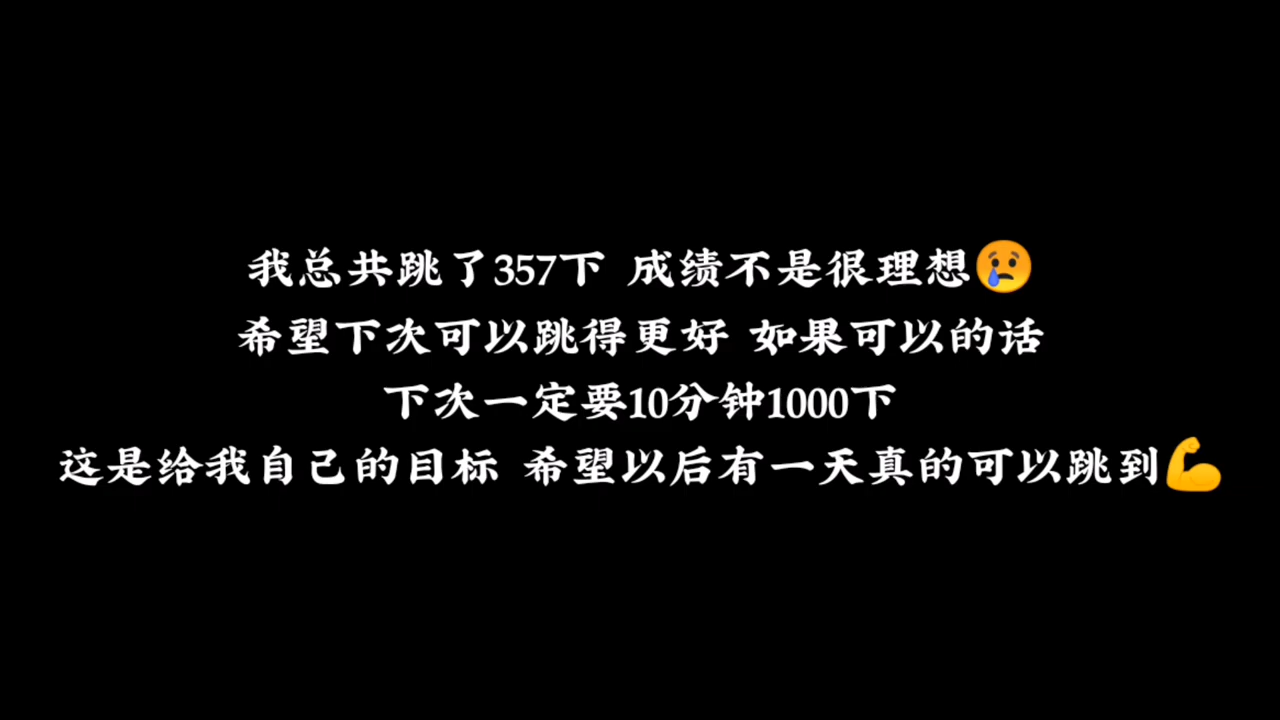 我总共跳了357下 成绩不是很理想😢
希望下次可以跳得更好 如果可以的话
下次一定要10分钟1000下
这是给我自己的目标 希望以后有一天真的可以跳到💪